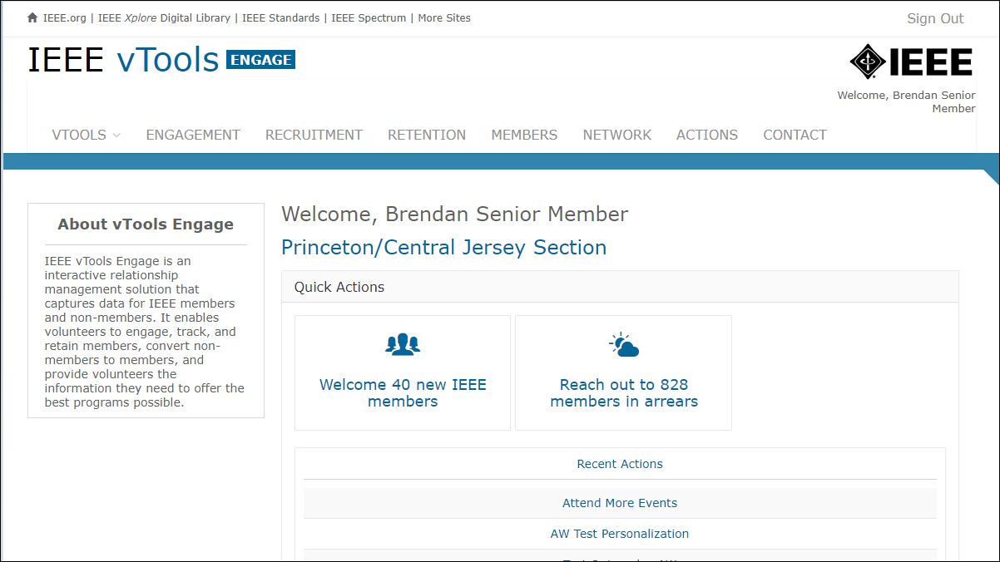 IEEE.org | IEEE Xplore Digital Library | IEEE Standards | IEEE Spectrum | More Sites
Sign Out
IEEE vTools ENGAGE
IEEE
Welcome, Brendan Senior
Member
VTOOLS
ENGAGEMENT
RECRUITMENT
RETENTION
MEMBERS
NETWORK
ACTIONS
CONTACT
About vTools Engage
IEEE vTools Engage is an
interactive relationship
management solution that
captures data for IEEE members
and non-members. It enables
volunteers to engage, track, and
retain members, convert non-
members to members, and
provide volunteers the
information they need to offer the
best programs possible.
Welcome, Brendan Senior Member
Princeton/Central Jersey Section
Quick Actions
Welcome 40 new IEEE
members
Reach out to 828
members in arrears
Recent Actions
Attend More Events
AW Test Personalization